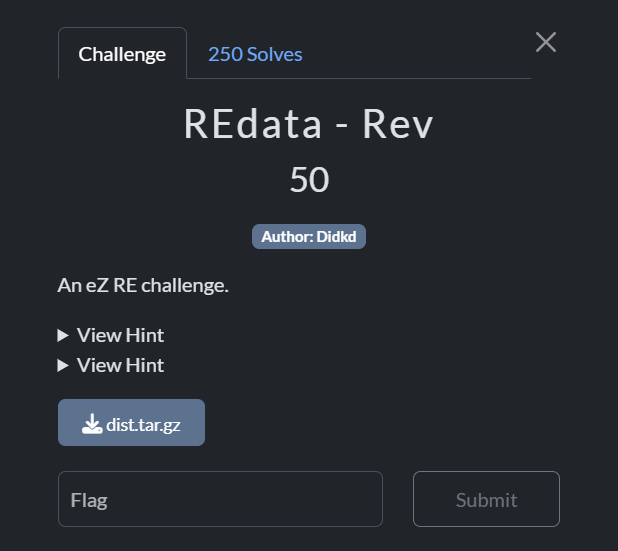 Challenge
250 Solves
REdata - Rev
50
Author: Didkd
An eZ RE challenge.
View Hint
View Hint
dist.tar.gz
Flag
Submit